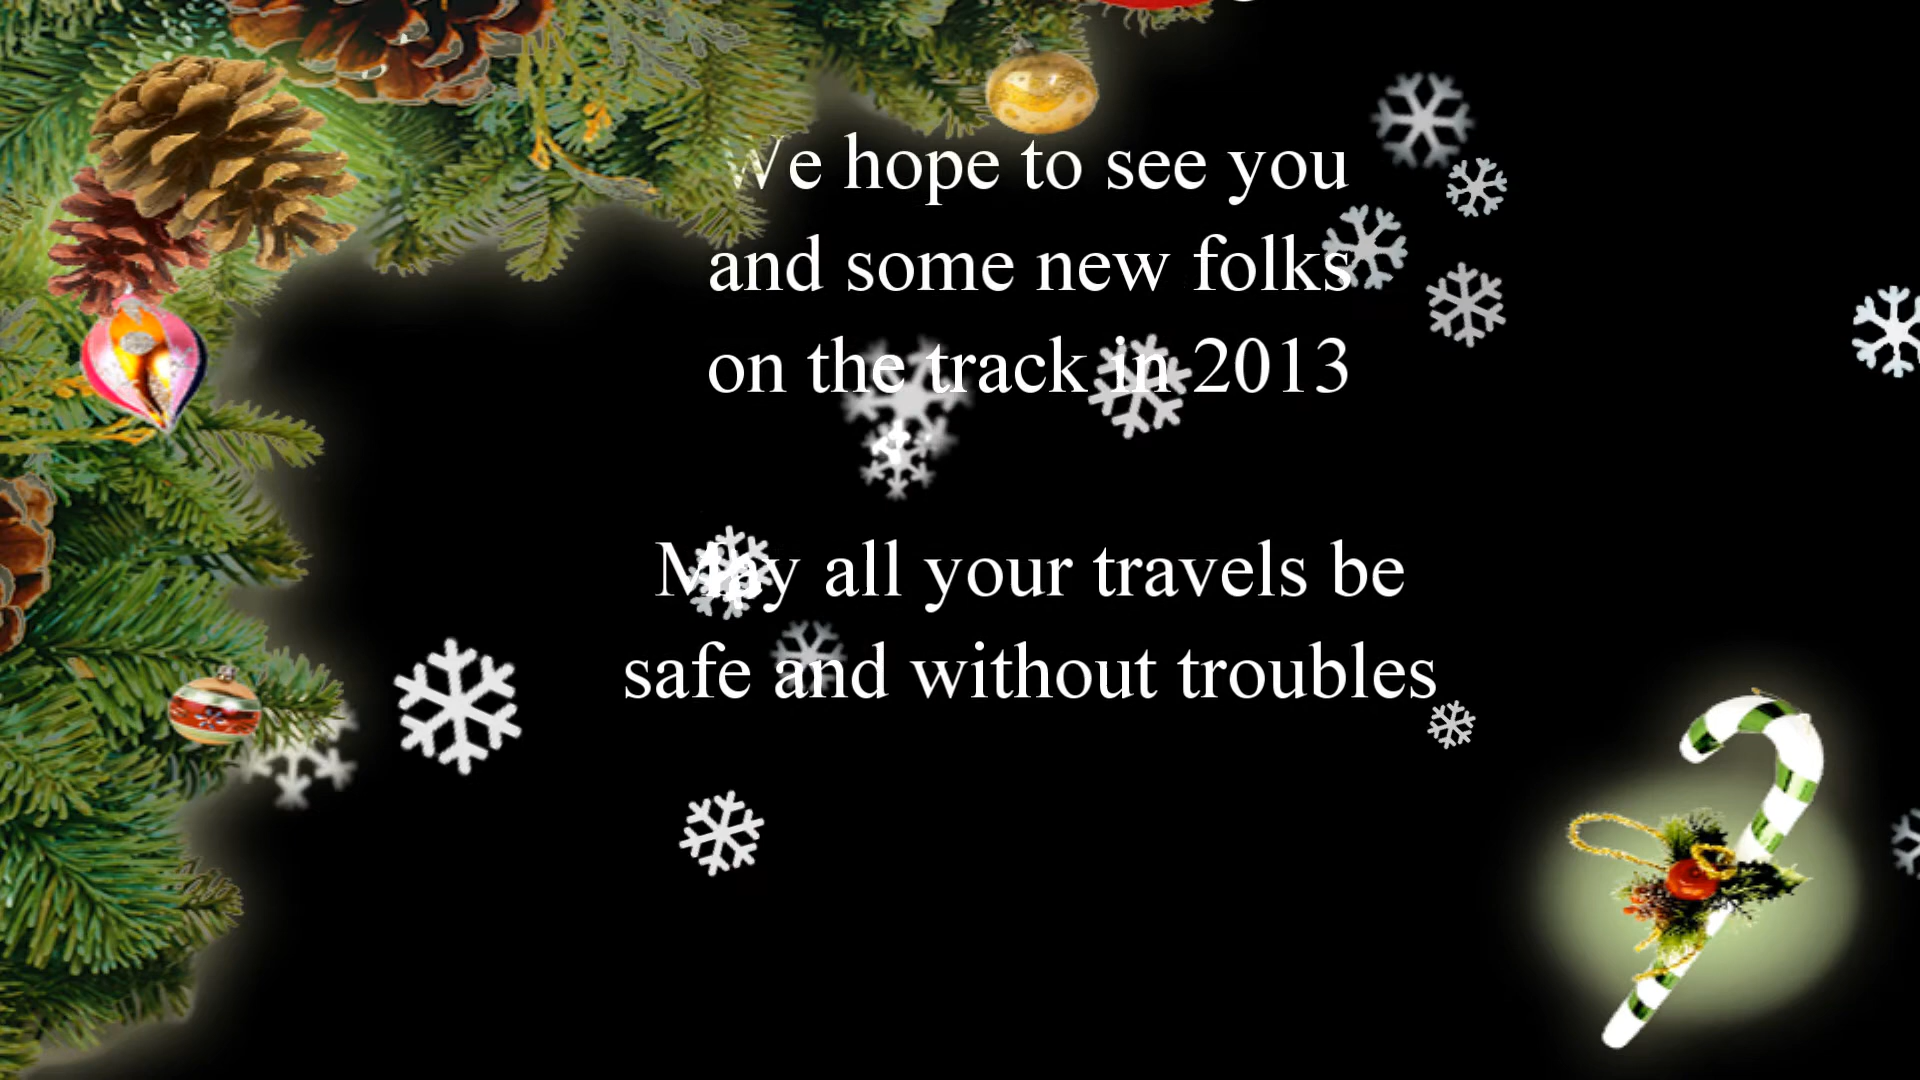 We hope to see you
and some new folks
on the track in 2013
May all your travels be
safe and without troubles